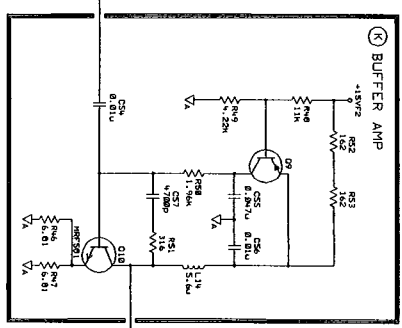 K
BUFFER AMP
+15VF2
R52
162
R53
162
R48
11K
R49
4.22K
A
Q9
R50
1.96K
C55
0.047u
C56
0.01u
A
C54
0.01u
C57
4700p
R51
316
L14
5.6u
Q10
MRF501
R46
6.81
A
R47
6.81
A